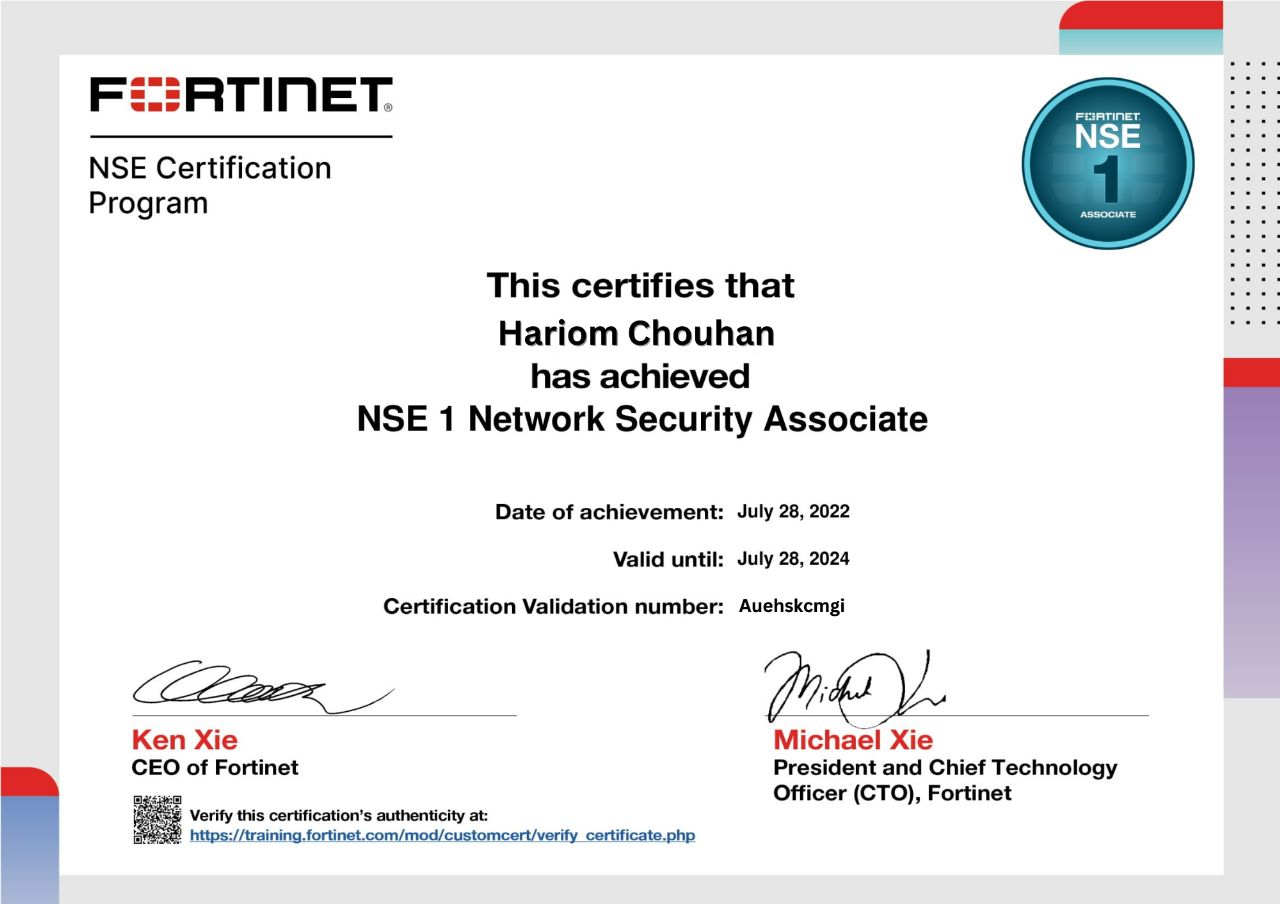 FORTINET®
NSE Certification
Program
FORTINET
NSE
1
ASSOCIATE
This certifies that
Hariom Chouhan
has achieved
NSE 1 Network Security Associate
Date of achievement: July 28, 2022
Valid until: July 28, 2024
Certification Validation number: Auehskcmgi
Ken Xie
CEO of Fortinet
Michael Xie
President and Chief Technology
Officer (CTO), Fortinet
Verify this certification's authenticity at:
https://training.fortinet.com/mod/customcert/verify_certificate.php